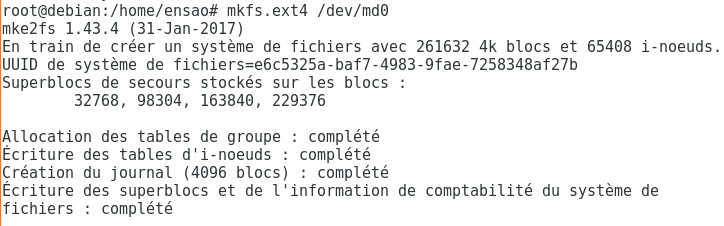 root@debian:/home/ensao# mkfs.ext4 /dev/md0
mke2fs 1.43.4 (31-Jan-2017)
En train de créer un système de fichiers avec 261632 4k blocs et 65408 i-noeuds.
UUID de système de fichiers=e6c5325a-baf7-4983-9fae-7258348af27b
Superblocs de secours stockés sur les blocs :
32768, 98304, 163840, 229376
Allocation des tables de groupe : complété
Écriture des tables d'i-noeuds : complété
Création du journal (4096 blocs) : complété
Écriture des superblocs et de l'information de comptabilité du système de
fichiers : complété